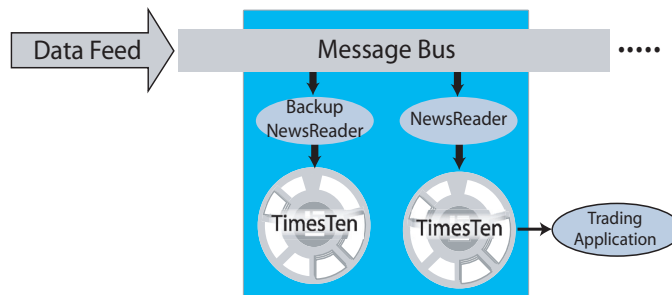 Data Feed
Message Bus
.....
Backup
NewsReader
NewsReader
TimesTen
TimesTen
Trading
Application